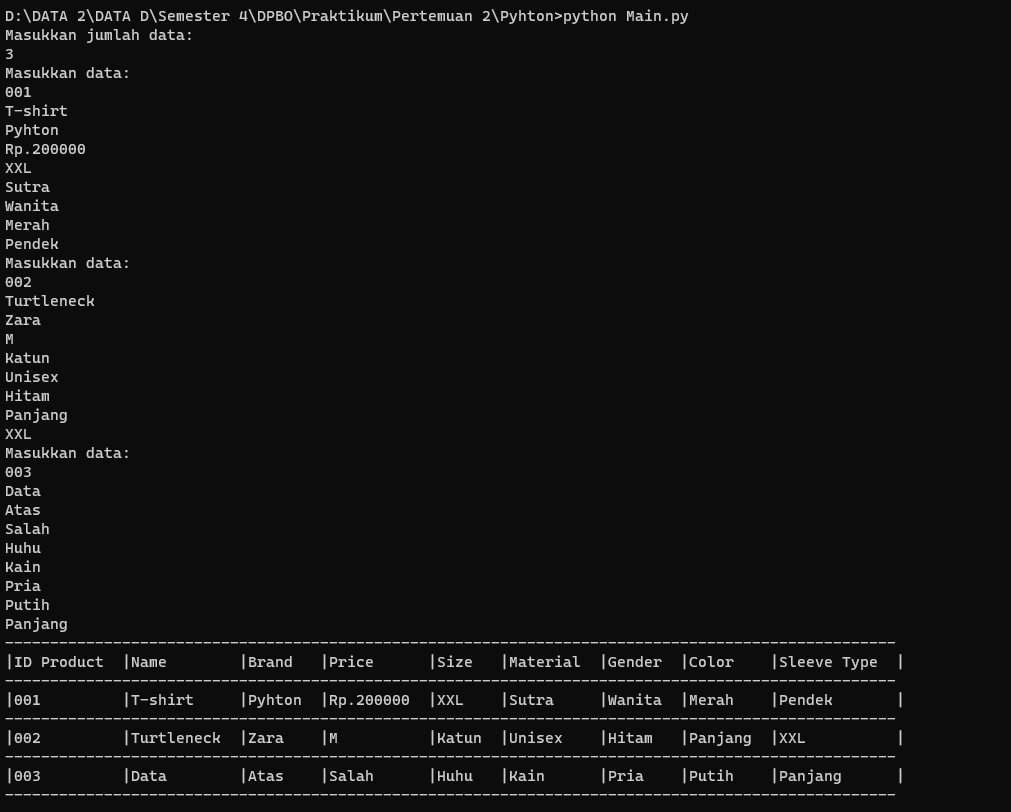 D:\DATA 2\DATA D\Semester 4\DPBO\Praktikum\Pertemuan 2\Pyhton>python Main.py
Masukkan jumlah data:
3
Masukkan data:
001
T-shirt
Pyhton
Rp.200000
XXL
Sutra
Wanita
Merah
Pendek
Masukkan data:
002
Turtleneck
Zara
M
Katun
Unisex
Hitam
Panjang
XXL
Masukkan data:
003
Data
Atas
Salah
Huhu
Kain
Pria
Putih
Panjang
---------------------------------------------------------------------------------------------------
|ID Product  |Name        |Brand   |Price      |Size   |Material  |Gender  |Color    |Sleeve Type  |
---------------------------------------------------------------------------------------------------
|001         |T-shirt     |Pyhton  |Rp.200000  |XXL    |Sutra     |Wanita  |Merah    |Pendek       |
---------------------------------------------------------------------------------------------------
|002         |Turtleneck  |Zara    |M          |Katun  |Unisex    |Hitam   |Panjang  |XXL          |
---------------------------------------------------------------------------------------------------
|003         |Data        |Atas    |Salah      |Huhu   |Kain      |Pria    |Putih    |Panjang      |
---------------------------------------------------------------------------------------------------